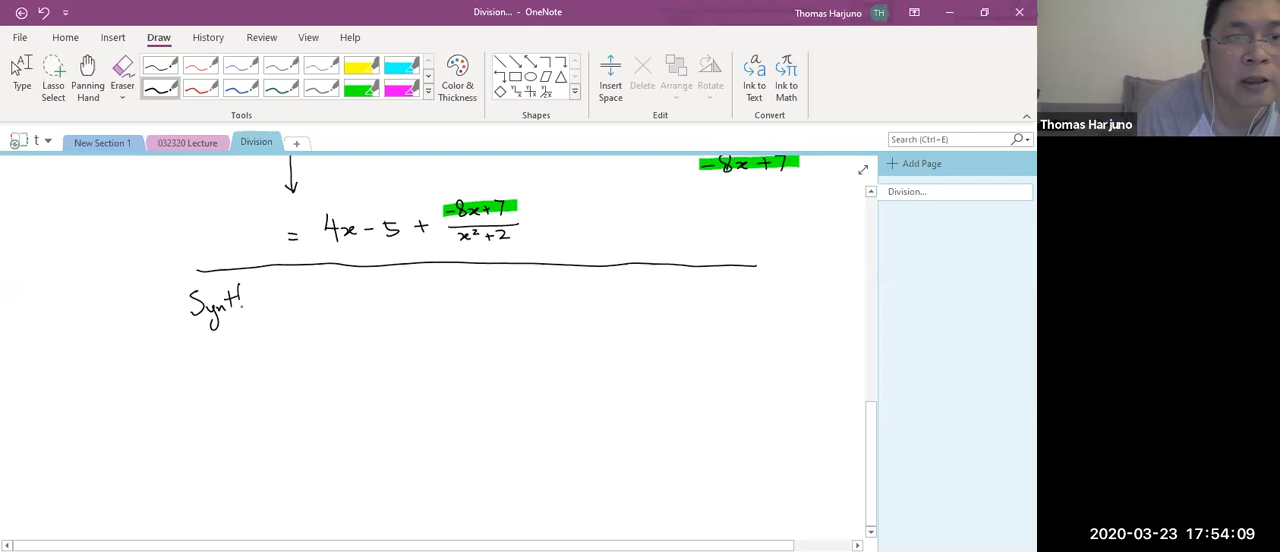 Division... - OneNote
Thomas Harjuno TH
File Home Insert Draw History Review View Help
Type Lasso Select Panning Hand Eraser Color & Thickness Insert Space Delete Arrange Rotate Ink to Text Ink to Math
Tools Shapes Edit Convert
t New Section 1 032320 Lecture Division + Search (Ctrl+E)
Add Page
Division...
-8x + 7
= 4x - 5 + \frac{-8x+7}{x^2+2}
Synth
Thomas Harjuno
2020-03-23 17:54:09